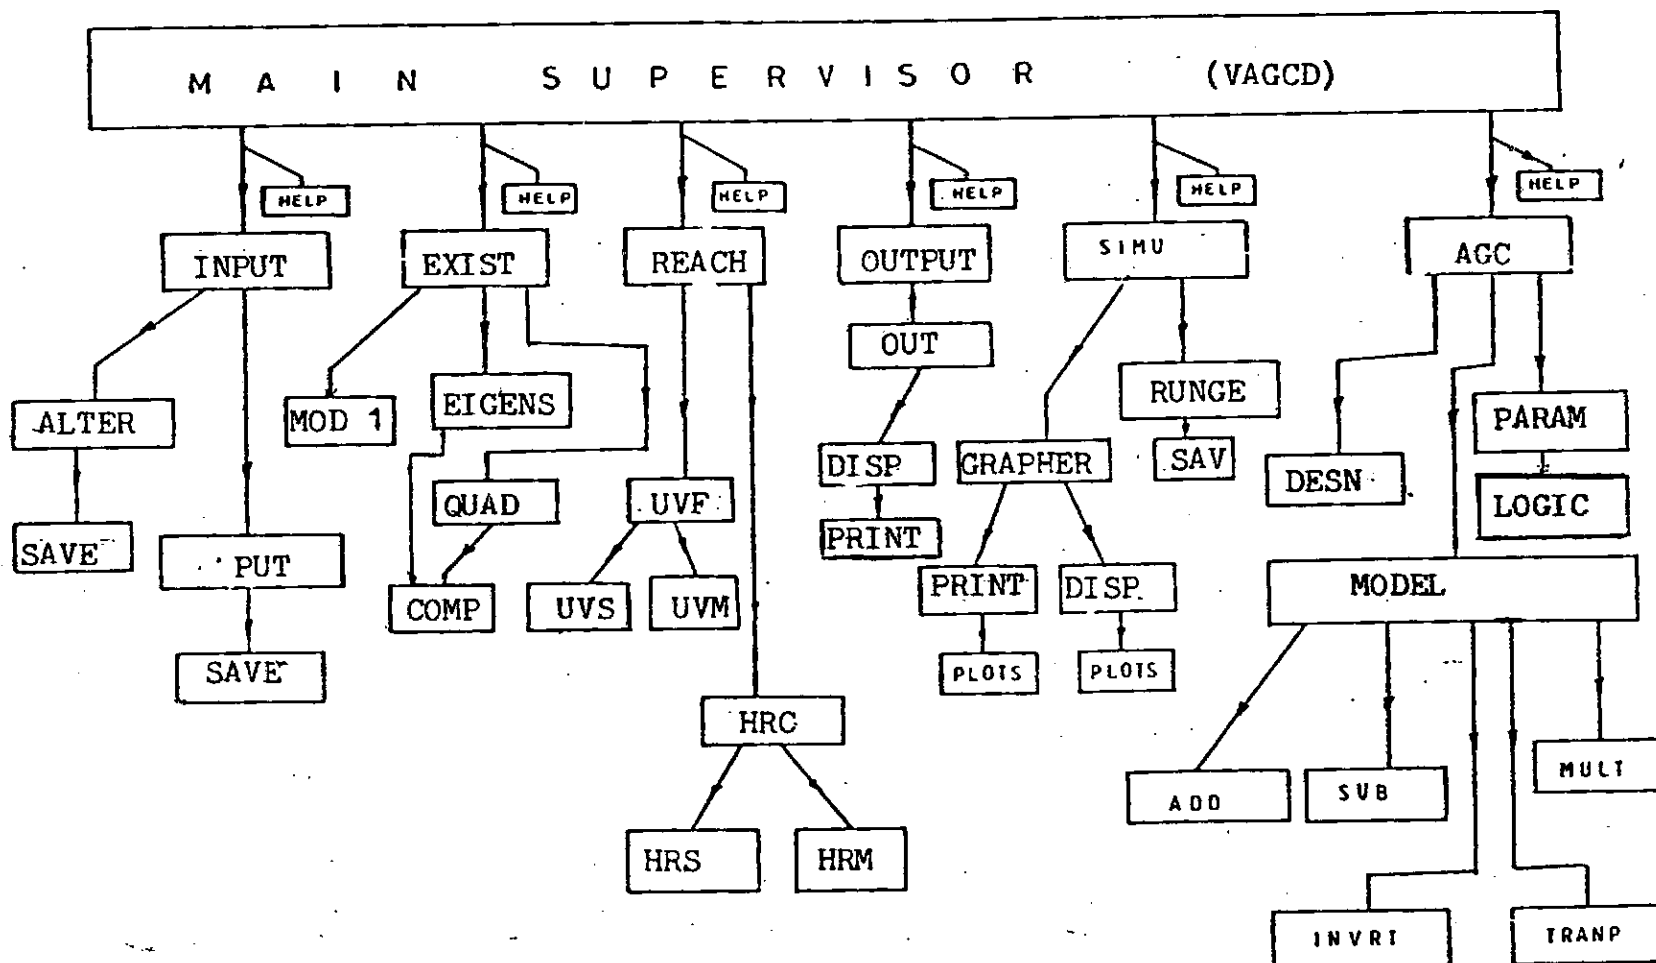 MAIN SUPERVISOR (VAGCD)
HELP
HELP
HELP
HELP
HELP
HELP
INPUT
EXIST
REACH
OUTPUT
SIMU
AGC
OUT
ALTER
MOD 1
EIGENS
RUNGE
PARAM
DISP
GRAPHER
SAV
DESN
LOGIC
QUAD
UVF
SAVE
PUT
PRINT
COMP
UVS
UVM
PRINT
DISP
MODEL
SAVE
PLOTS
PLOTS
HRC
ADD
SUB
MULT
HRS
HRM
INVRT
TRANP